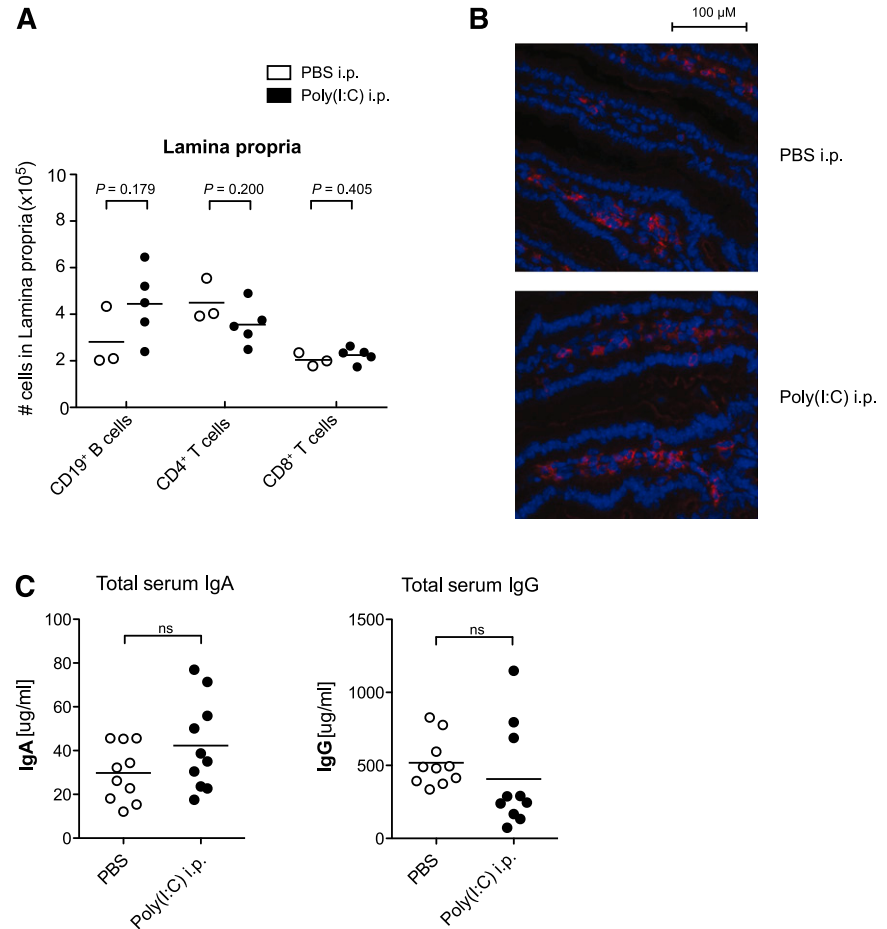 A
PBS i.p.
Poly(I:C) i.p.
Lamina propria
# cells in Lamina propria (x10⁵)
10
8
6
4
2
0
P = 0.179
P = 0.200
P = 0.405
CD19⁺ B cells
CD4⁺ T cells
CD8⁺ T cells
B
100 µM
PBS i.p.
Poly(I:C) i.p.
C
Total serum IgA
IgA [ug/ml]
100
80
60
40
20
0
ns
PBS
Poly(I:C) i.p.
Total serum IgG
IgG [ug/ml]
1500
1000
500
0
ns
PBS
Poly(I:C) i.p.